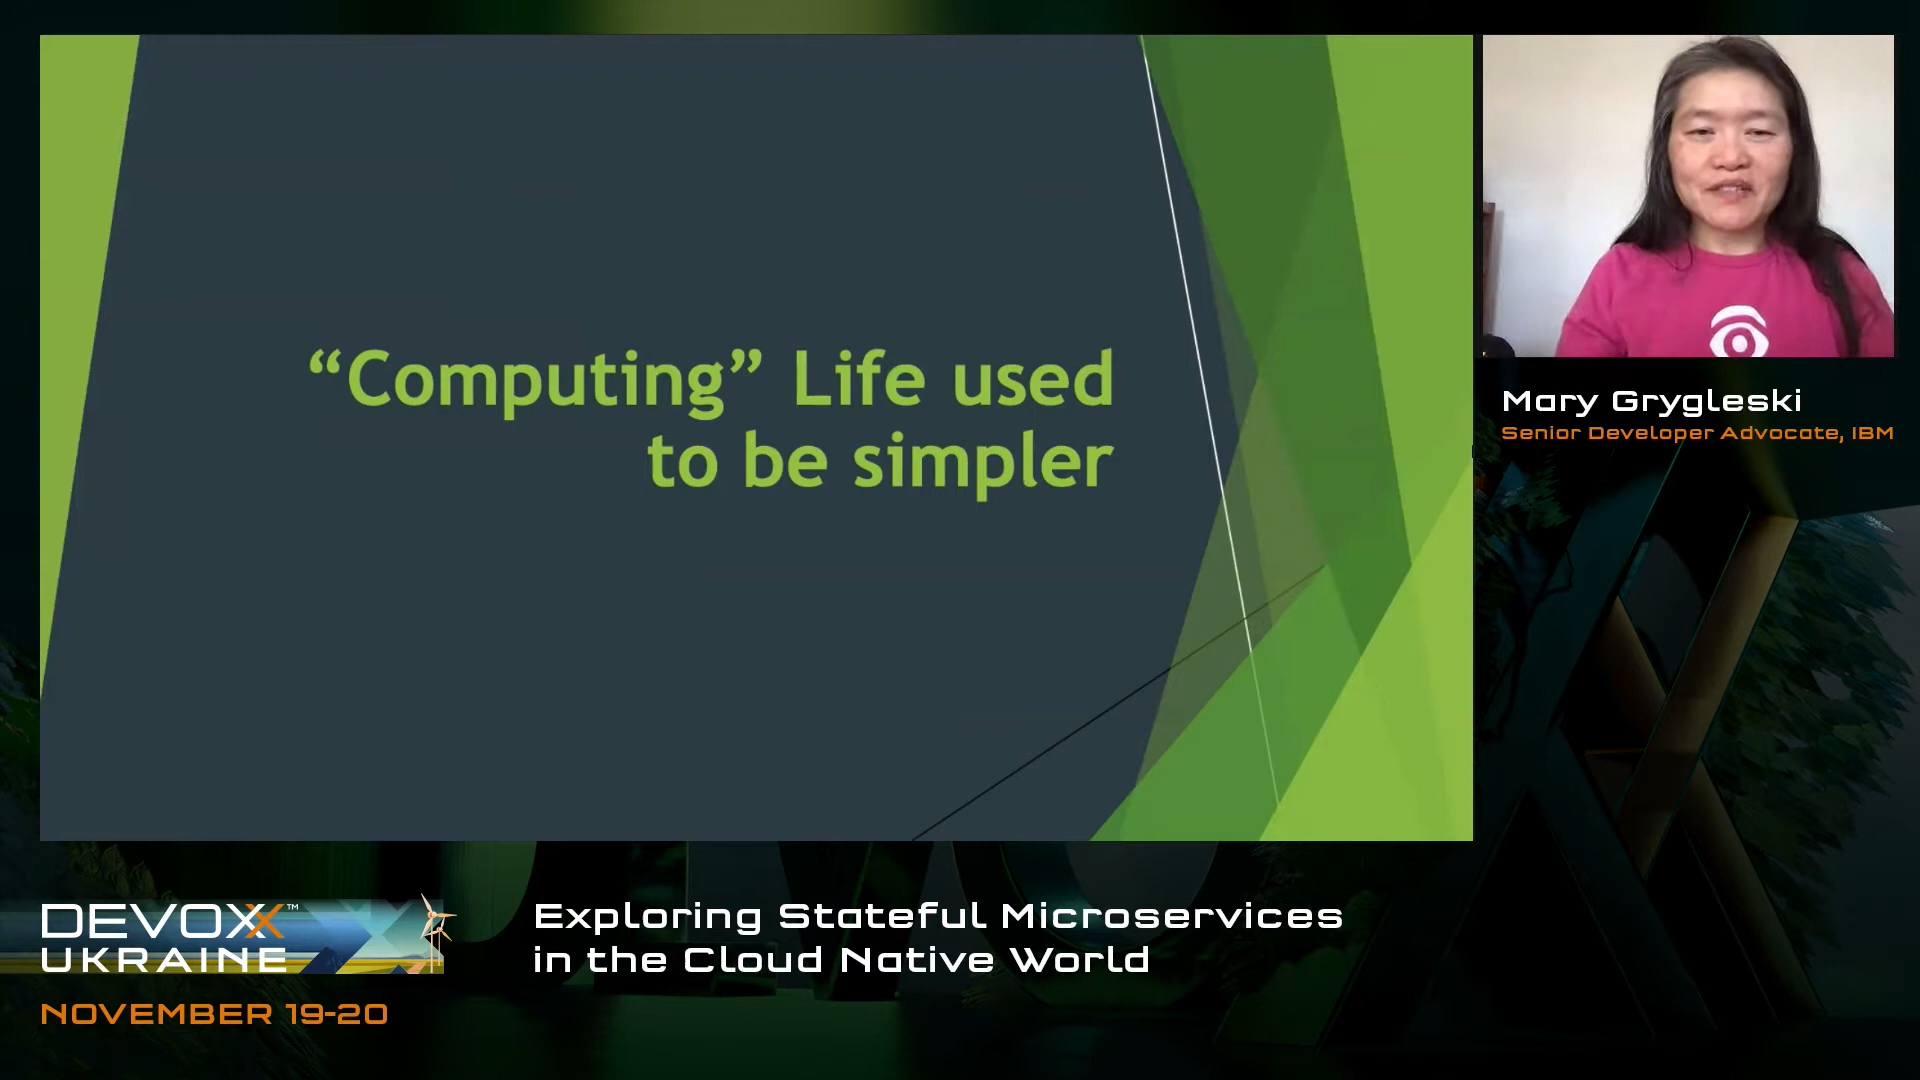 “Computing” Life used
to be simpler
Mary Grygleski
Senior Developer Advocate, IBM
DEVOXX™
UKRAINE
NOVEMBER 19-20
Exploring Stateful Microservices
in the Cloud Native World